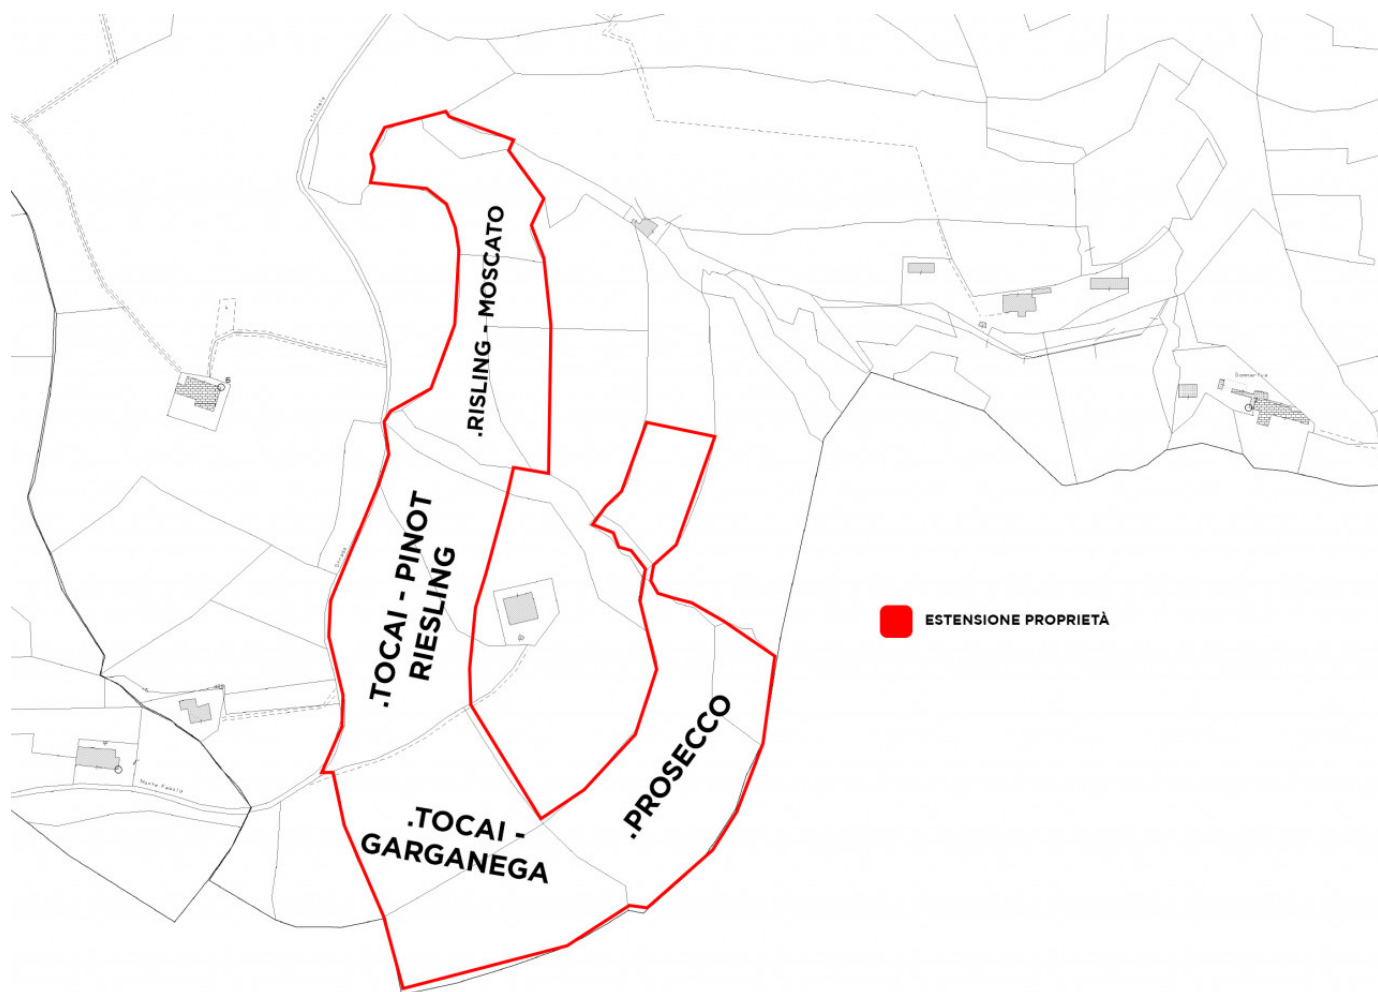 .RISLING - MOSCATO
.TOCAI - PINOT
RIESLING
ESTENSIONE PROPRIETÀ
.PROSECCO
.TOCAI -
GARGANEGA